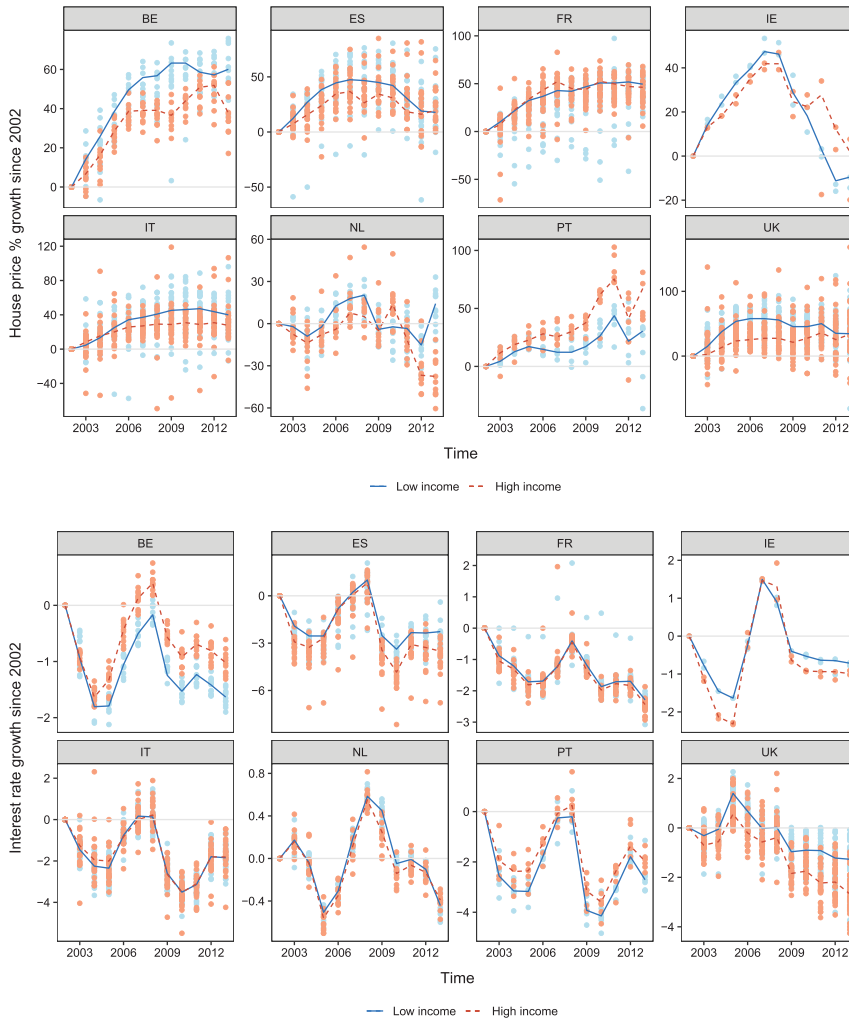 BE ES FR IE
House price % growth since 2002
60 40 20 0
50 0 −50
100 50 0 −50
40 20 0 −20
IT NL PT UK
120 80 40 0 −40
60 30 0 −30 −60
100 50 0
100 0
2003 2006 2009 2012 2003 2006 2009 2012 2003 2006 2009 2012 2003 2006 2009 2012
Time
Low income High income
BE ES FR IE
Interest rate growth since 2002
0 −1 −2
0 −3 −6
2 1 0 −1 −2 −3
2 1 0 −1 −2
IT NL PT UK
2 0 −2 −4
0.8 0.4 0.0 −0.4
2 0 −2 −4
2 0 −2 −4
2003 2006 2009 2012 2003 2006 2009 2012 2003 2006 2009 2012 2003 2006 2009 2012
Time
Low income High income